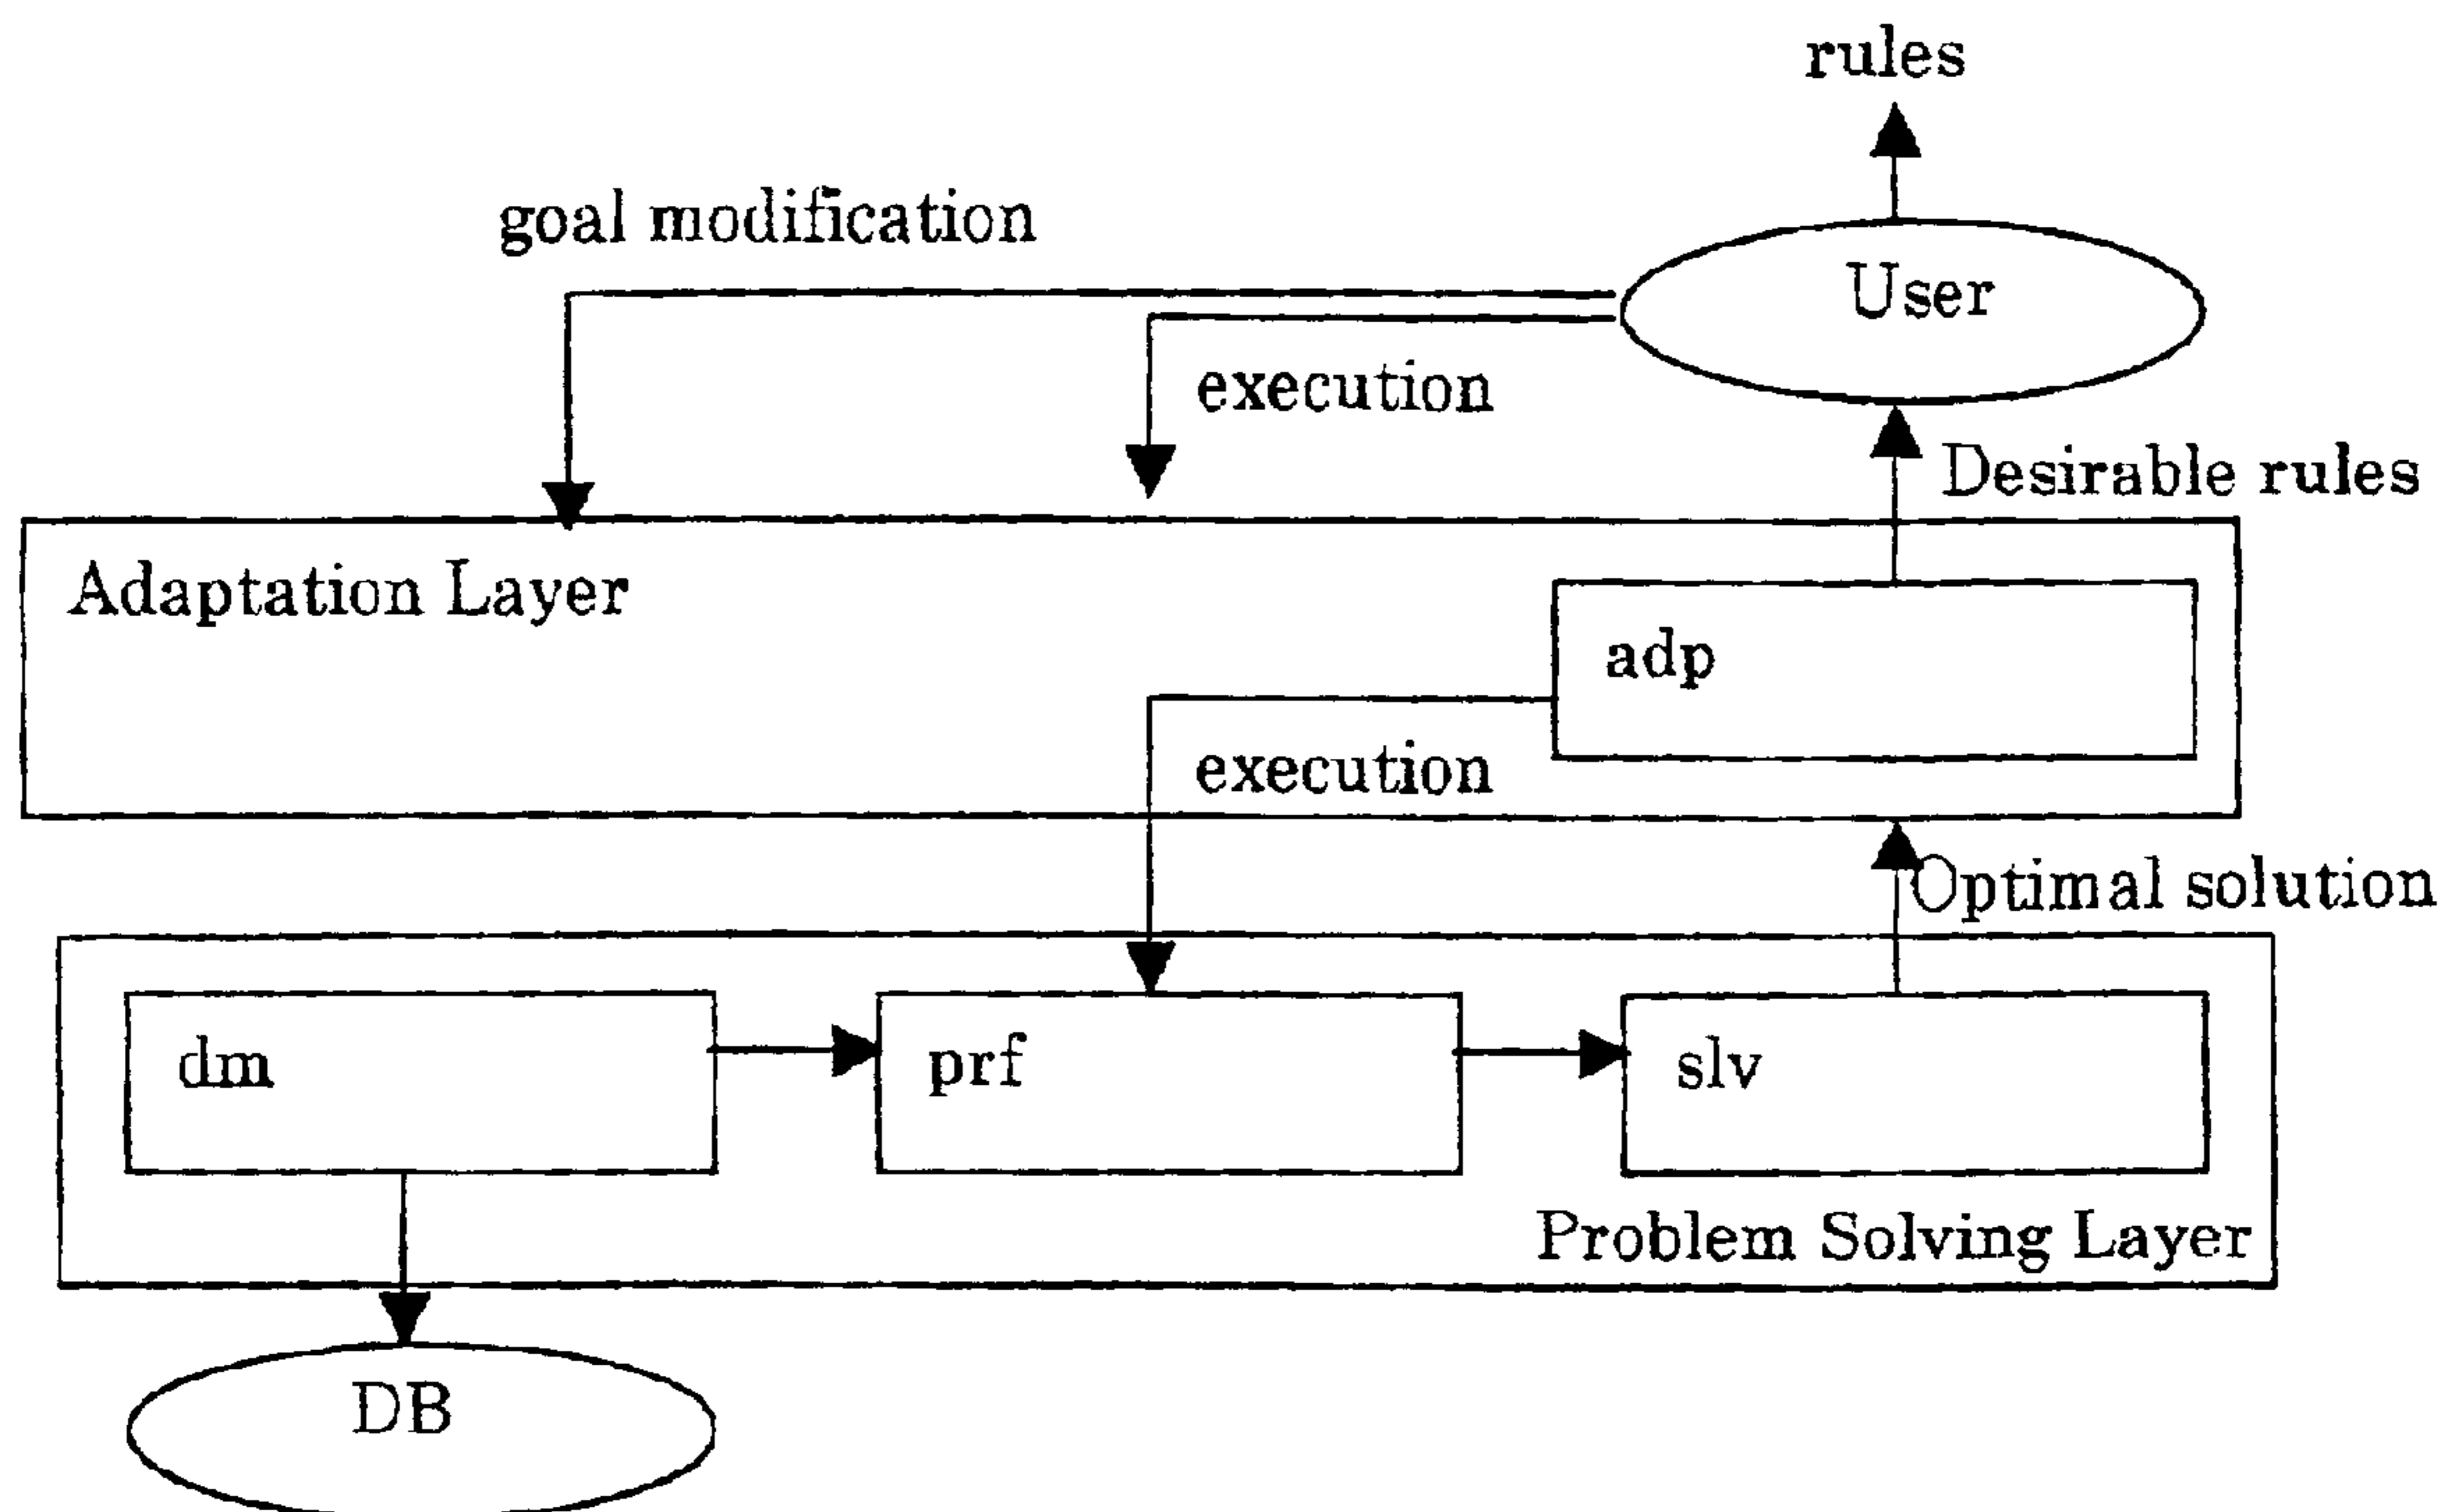 rules
goal modification
User
execution
Desirable rules
Adaptation Layer
adp
execution
Optimal solution
dm
prf
slv
Problem Solving Layer
DB